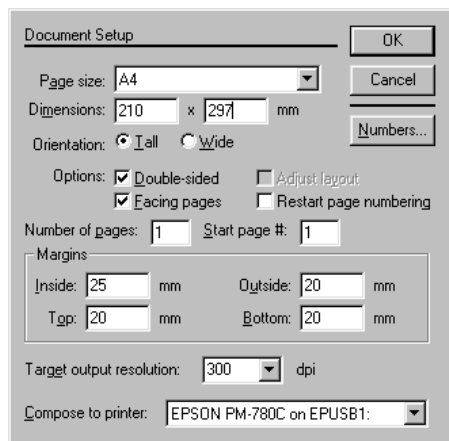 Document Setup
OK
Page size: A4
Cancel
Dimensions: 210 x 297 mm
Numbers...
Orientation: Tall Wide
Options: Double-sided Adjust layout
Facing pages Restart page numbering
Number of pages: 1 Start page #: 1
Margins
Inside: 25 mm Outside: 20 mm
Top: 20 mm Bottom: 20 mm
Target output resolution: 300 dpi
Compose to printer: EPSON PM-780C on EPUSB1: